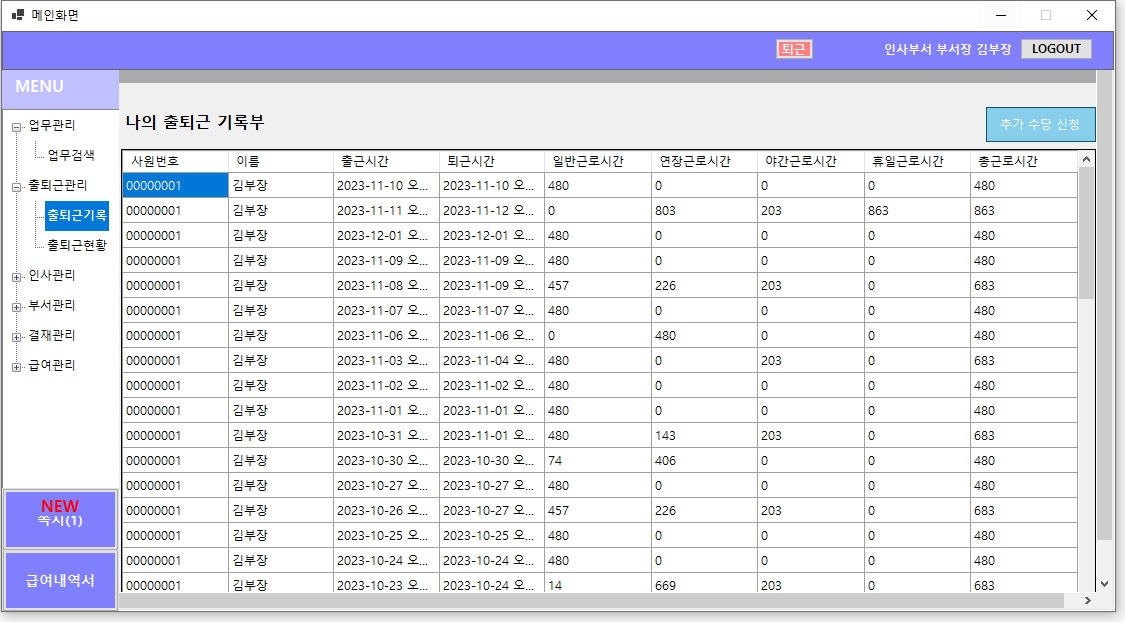 메인화면
퇴근 인사부서 부서장 김부장 LOGOUT
MENU
업무관리
업무검색
출퇴근관리
출퇴근기록
출퇴근현황
인사관리
부서관리
결재관리
급여관리
NEW
쪽지(1)
급여내역서
나의 출퇴근 기록부
추가 수당 신청
사원번호 이름 출근시간 퇴근시간 일반근로시간 연장근로시간 야간근로시간 휴일근로시간 총근로시간
00000001 김부장 2023-11-10 오... 2023-11-10 오... 480 0 0 0 480
00000001 김부장 2023-11-11 오... 2023-11-12 오... 0 803 203 863 863
00000001 김부장 2023-12-01 오... 2023-12-01 오... 480 0 0 0 480
00000001 김부장 2023-11-09 오... 2023-11-09 오... 480 0 0 0 480
00000001 김부장 2023-11-08 오... 2023-11-09 오... 457 226 203 0 683
00000001 김부장 2023-11-07 오... 2023-11-07 오... 480 0 0 0 480
00000001 김부장 2023-11-06 오... 2023-11-06 오... 0 480 0 0 480
00000001 김부장 2023-11-03 오... 2023-11-04 오... 480 0 203 0 683
00000001 김부장 2023-11-02 오... 2023-11-02 오... 480 0 0 0 480
00000001 김부장 2023-11-01 오... 2023-11-01 오... 480 0 0 0 480
00000001 김부장 2023-10-31 오... 2023-11-01 오... 480 143 203 0 683
00000001 김부장 2023-10-30 오... 2023-10-30 오... 74 406 0 0 480
00000001 김부장 2023-10-27 오... 2023-10-27 오... 480 0 0 0 480
00000001 김부장 2023-10-26 오... 2023-10-27 오... 457 226 203 0 683
00000001 김부장 2023-10-25 오... 2023-10-25 오... 480 0 0 0 480
00000001 김부장 2023-10-24 오... 2023-10-24 오... 480 0 0 0 480
00000001 김부장 2023-10-23 오... 2023-10-24 오... 14 669 203 0 683